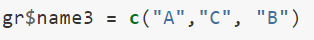 gr$name3 = c("A","C", "B")